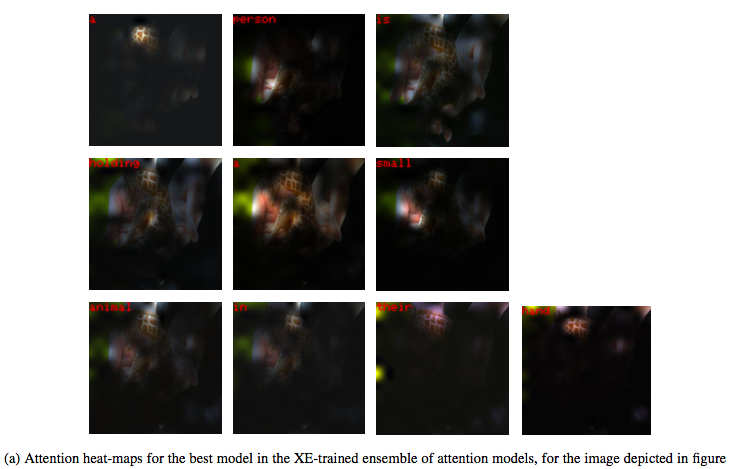 a
person
is
holding
a
small
animal
in
their
hand
(a) Attention heat-maps for the best model in the XE-trained ensemble of attention models, for the image depicted in figure